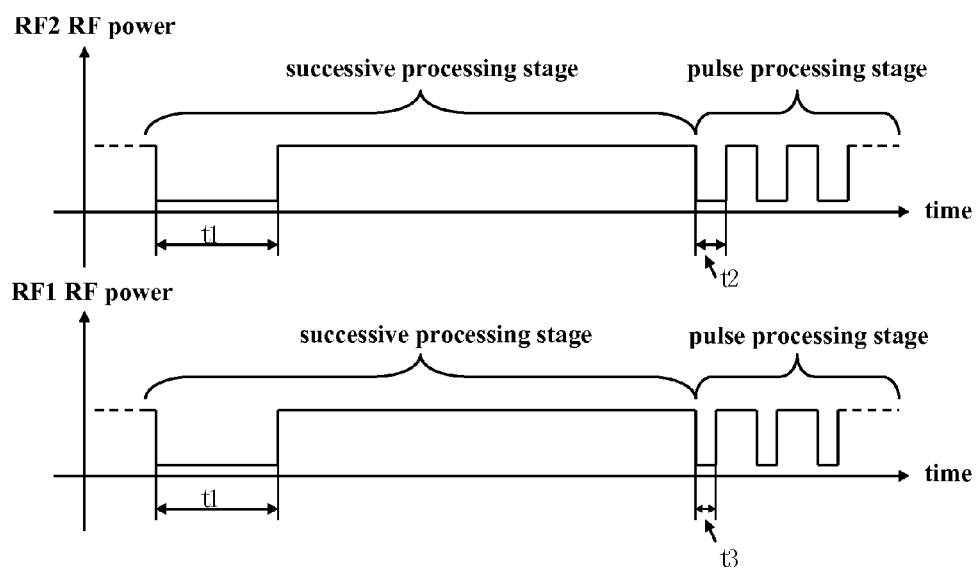 RF2 RF power
successive processing stage
pulse processing stage
time
t1
t2
RF1 RF power
successive processing stage
pulse processing stage
time
t1
t3